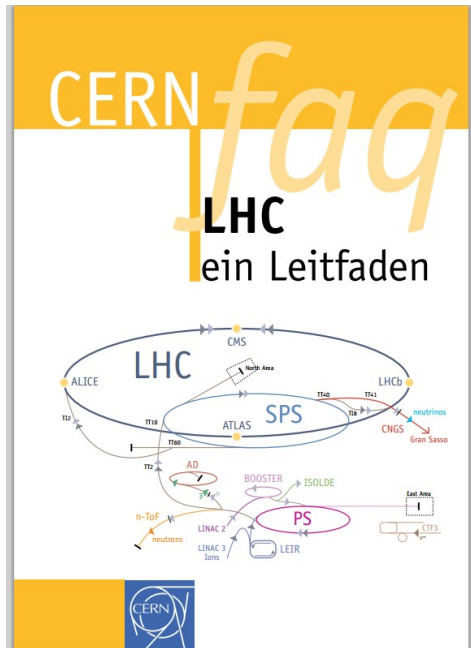 CERN
faq
LHC
ein Leitfaden
CMS
North Area
LHC
ALICE
LHCb
TI2
TT10
ATLAS
SPS
TT40
TT41
TI8
neutrinos
CNGS
Gran Sasso
TT60
TT2
AD
BOOSTER
ISOLDE
East Area
p
n-ToF
LINAC 2
PS
neutrons
CTF3
LINAC 3
Ions
LEIR
e-
CERN